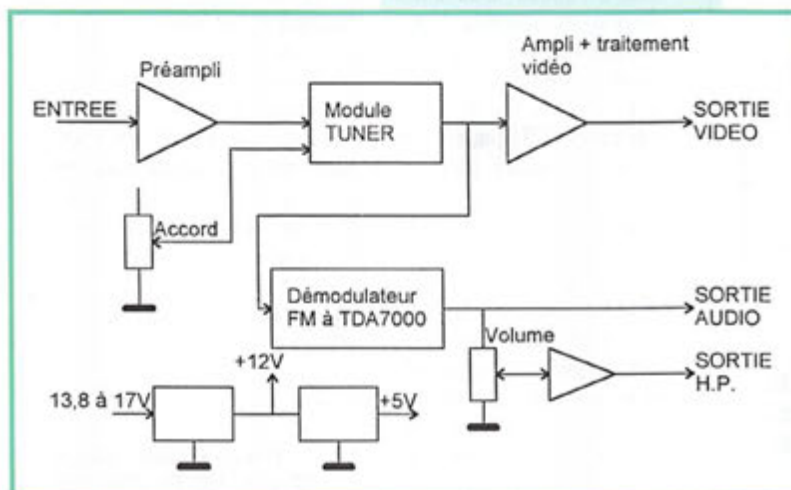 Préampli
Ampli + traitement
vidéo
ENTREE
Module
TUNER
SORTIE
VIDEO
Accord
Démodulateur
FM à TDA7000
SORTIE
AUDIO
Volume
SORTIE
H.P.
+12V
13,8 à 17V
+5V